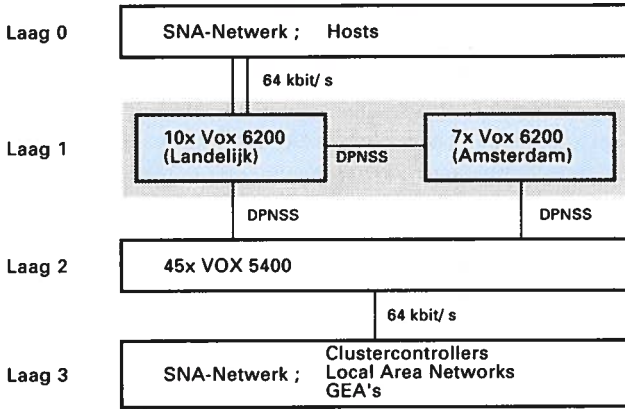 Laag 0
SNA-Netwerk ; Hosts
64 kbit/ s
Laag 1
10x Vox 6200
(Landelijk)
DPNSS
7x Vox 6200
(Amsterdam)
DPNSS
DPNSS
Laag 2
45x VOX 5400
64 kbit/ s
Laag 3
SNA-Netwerk ;
Clustercontrollers
Local Area Networks
GEA's